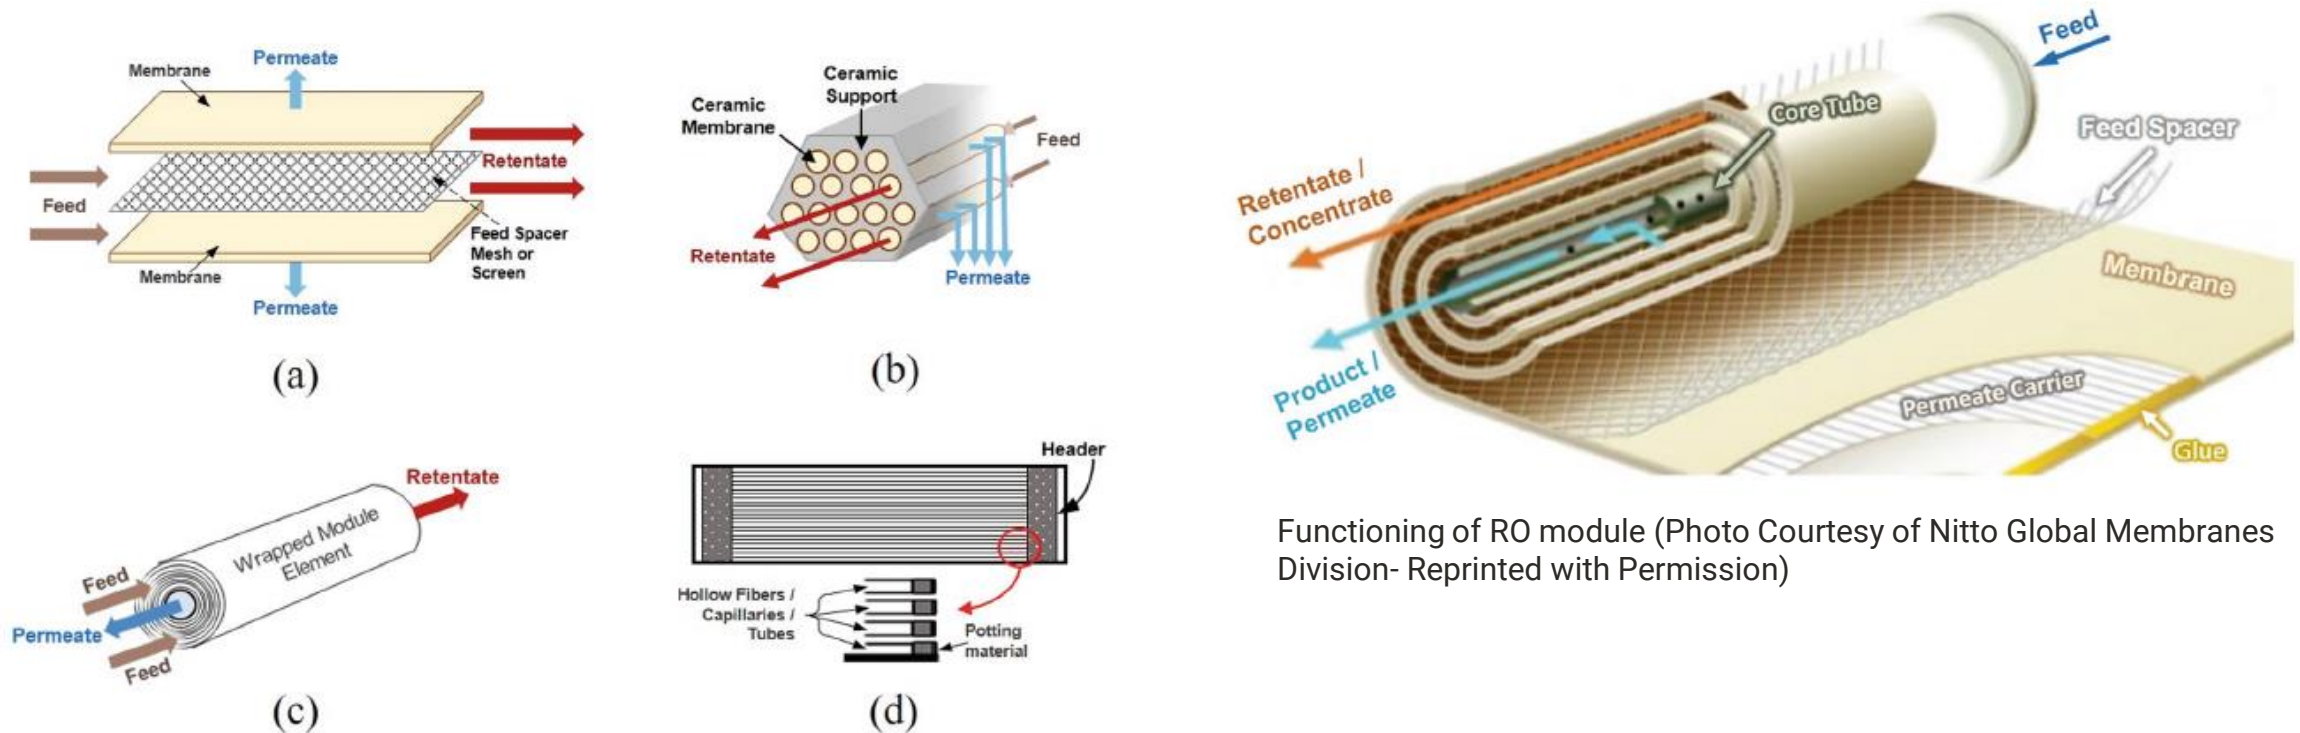 Permeate
Membrane
Retentate
Feed
Feed Spacer
Mesh or
Screen
Membrane
Permeate
(a)
Ceramic
Support
Ceramic
Membrane
Feed
Retentate
Permeate
(b)
Retentate
Wrapped Module
Element
Feed
Permeate
Feed
(c)
Header
Hollow Fibers /
Capillaries /
Tubes
Potting
material
(d)
Feed
Core Tube
Feed Spacer
Retentate /
Concentrate
Membrane
Product /
Permeate
Permeate Carrier
Glue
Functioning of RO module (Photo Courtesy of Nitto Global Membranes
Division- Reprinted with Permission)